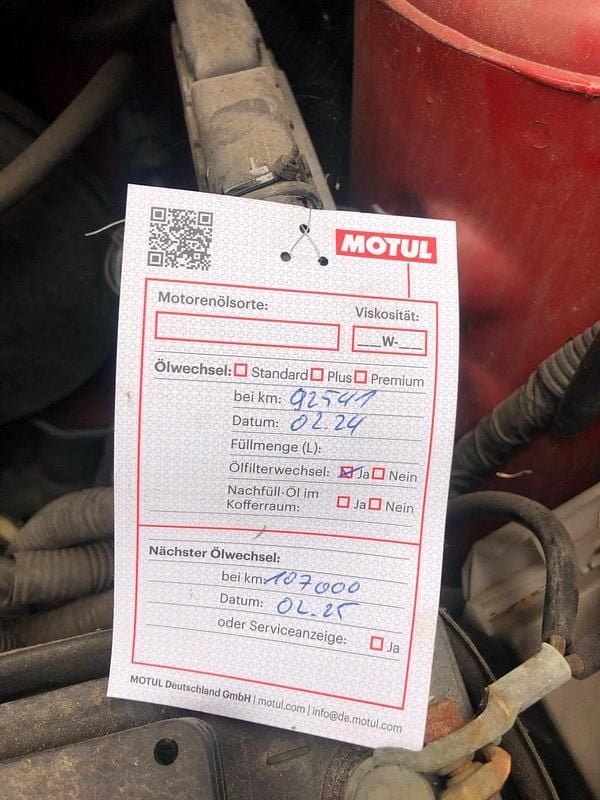 MOTUL
Motorenölsorte:
Viskosität:
___W-___
Ölwechsel: Standard Plus Premium
bei km: 92541
Datum: 02.24
Füllmenge (L):
Ölfilterwechsel: Ja Nein
Nachfüll-Öl im
Kofferraum: Ja Nein
Nächster Ölwechsel:
bei km: 107000
Datum: 02.25
oder Serviceanzeige: Ja
MOTUL Deutschland GmbH | motul.com | info@de.motul.com